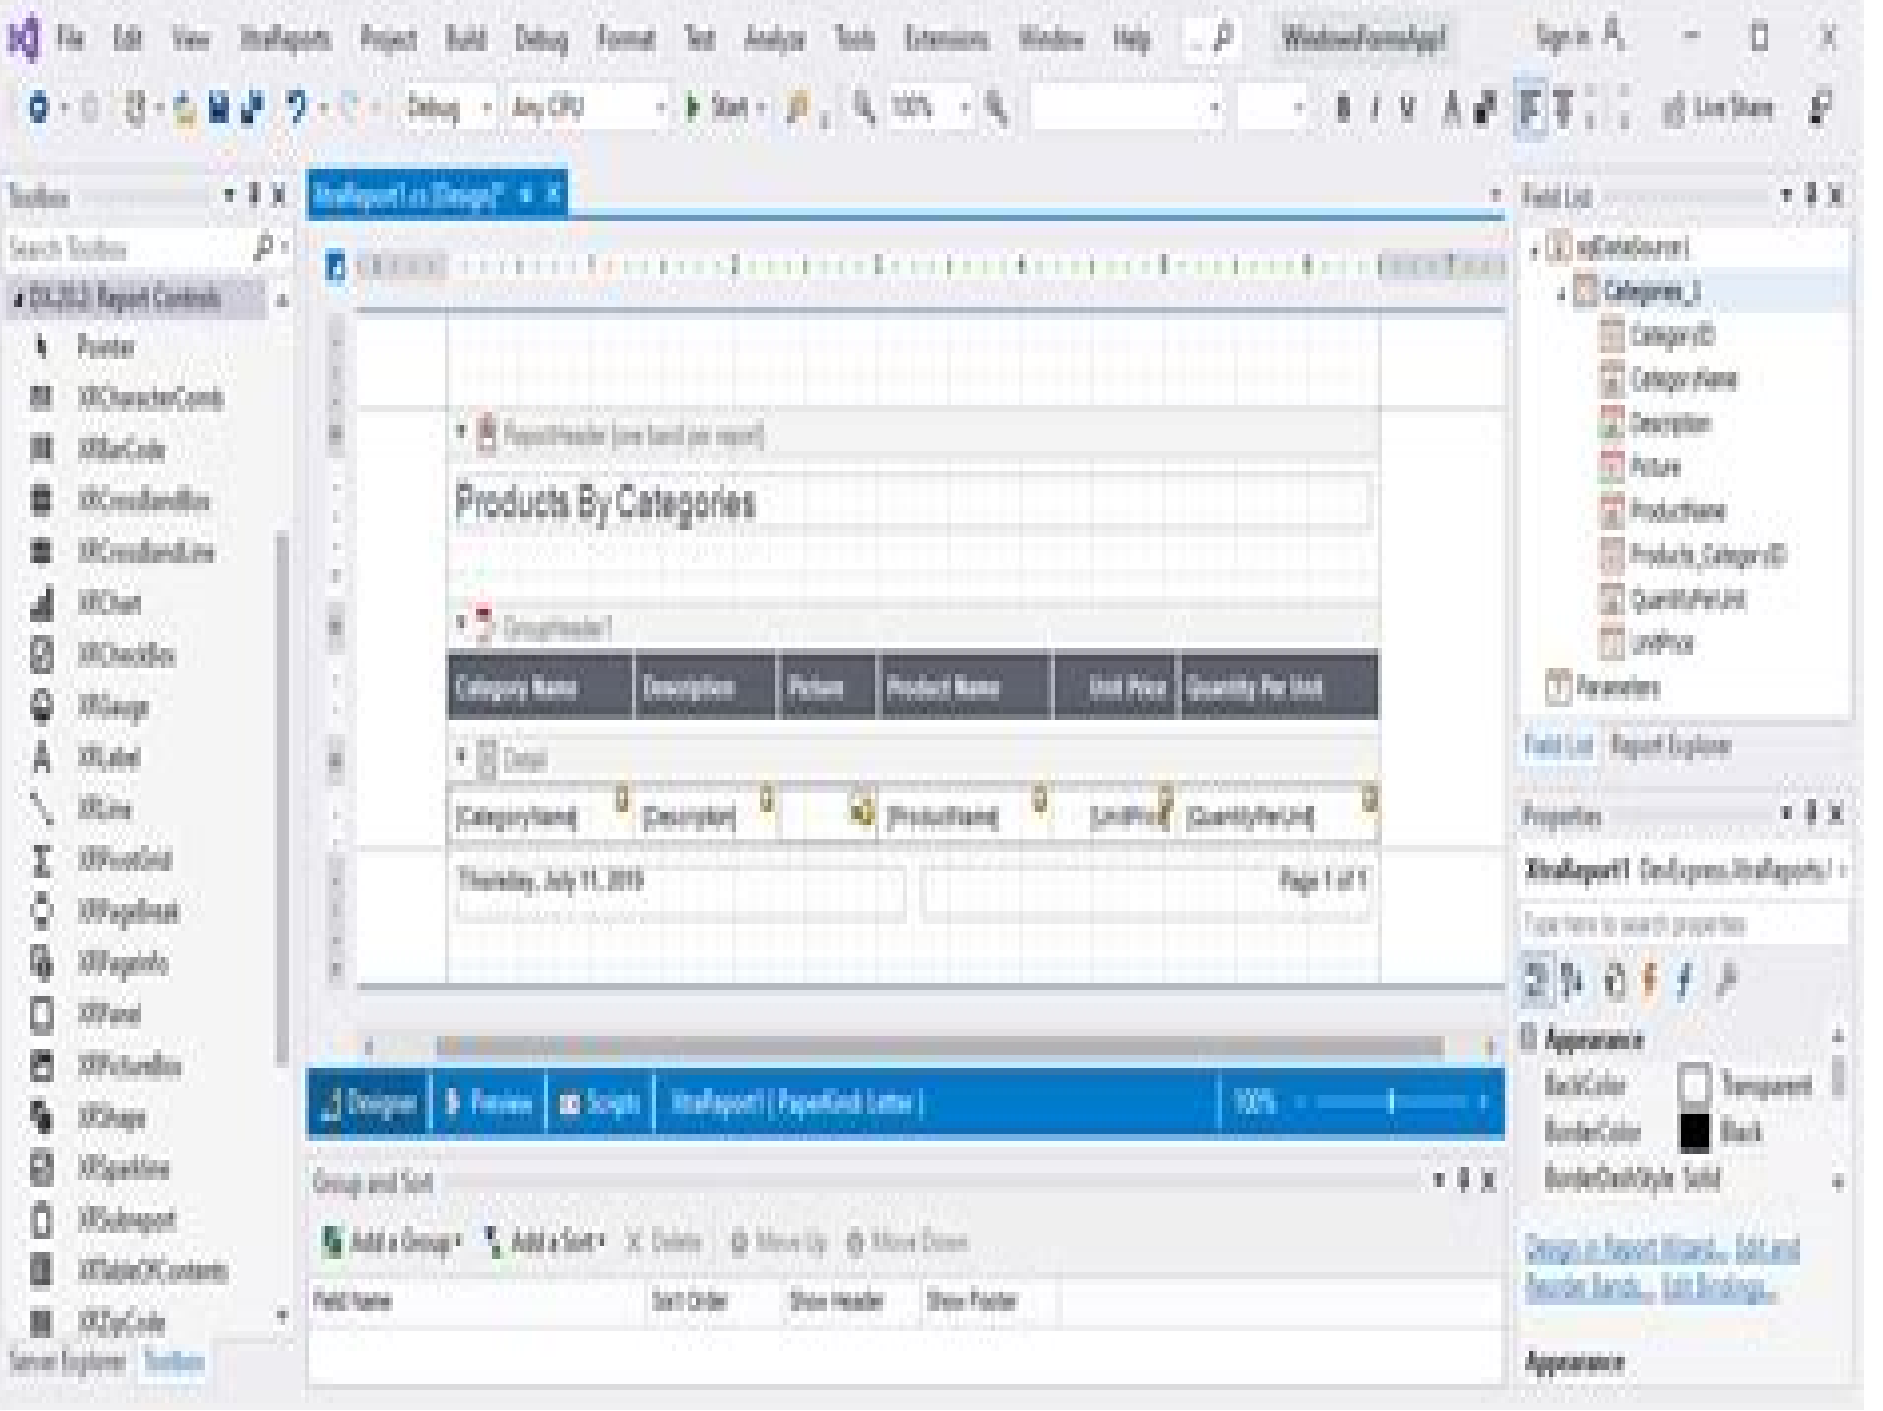 File Edit View XtraReports Project Build Debug Format Test Analyze Tools Extensions Window Help WindowsFormsApp1 Sign in
Debug Any CPU Start 100% B I U A Live Share
Toolbox
Search Toolbox
DX.20.2: Report Controls
Pointer
XRCharacterComb
XRBarCode
XRCrossBandBox
XRCrossBandLine
XRChart
XRCheckBox
XRGauge
XRLabel
XRLine
XRPivotGrid
XRPageBreak
XRPageInfo
XRPanel
XRPictureBox
XRShape
XRSparkline
XRSubreport
XRTableOfContents
XRZipCode
Server Explorer Toolbox
XtraReport1.cs [Design]*
ReportHeader [one band per report]
Products By Categories
GroupHeader1
Category Name Description Picture Product Name Unit Price Quantity Per Unit
Detail
[CategoryName] [Description] [ProductName] [UnitPrice] [QuantityPerUnit]
Thursday, July 11, 2019 Page 1 of 1
Designer Preview Scripts XtraReport1 { PaperKind: Letter } 100%
Group and Sort
Add a Group Add a Sort Delete Move Up Move Down
Field Name Sort Order Show Header Show Footer
Field List
sqlDataSource1
Categories_1
CategoryID
CategoryName
Description
Picture
ProductName
Products_CategoryID
QuantityPerUnit
UnitPrice
Parameters
Field List Report Explorer
Properties
XtraReport1 DevExpress.XtraReports.
Type here to search properties
Appearance
BackColor Transparent
BorderColor Black
BorderDashStyle Solid
Design in Report Wizard... Edit and
Reorder Bands... Edit Bindings...
Appearance